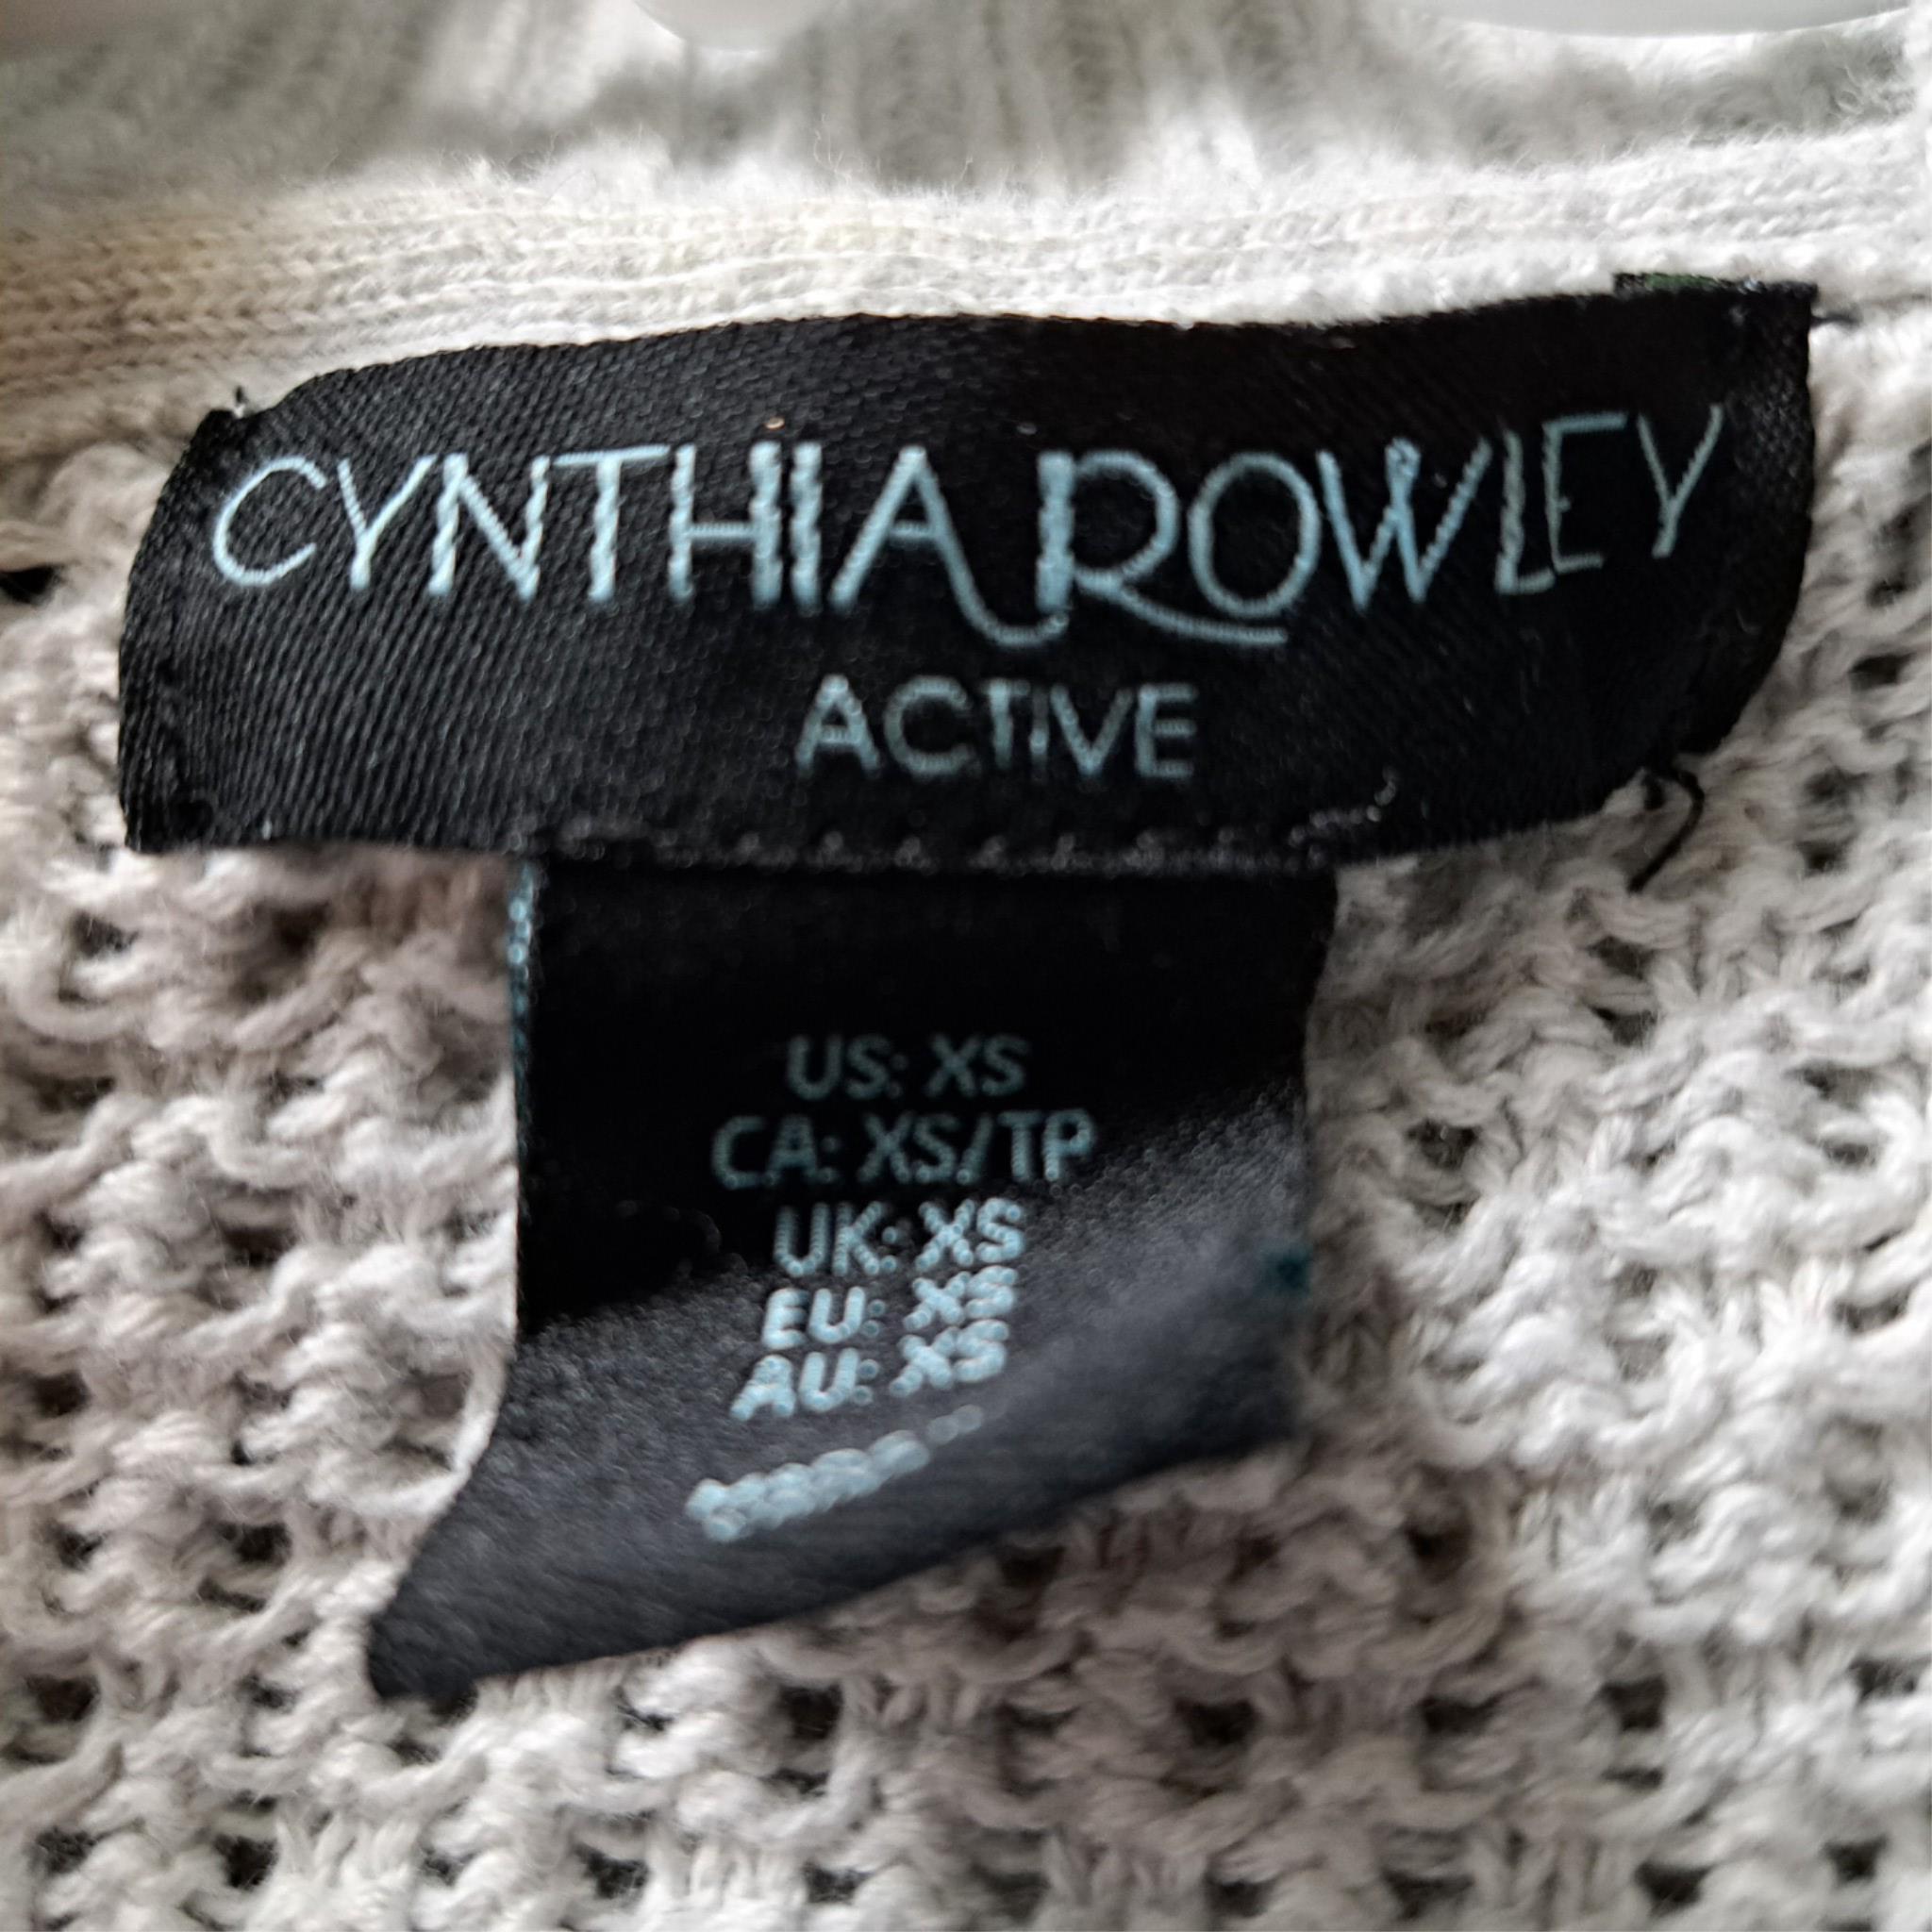 CYNTHIA ROWLEY
ACTIVE
US: XS
CA: XS/TP
UK: XS
EU: XS
AU: XS